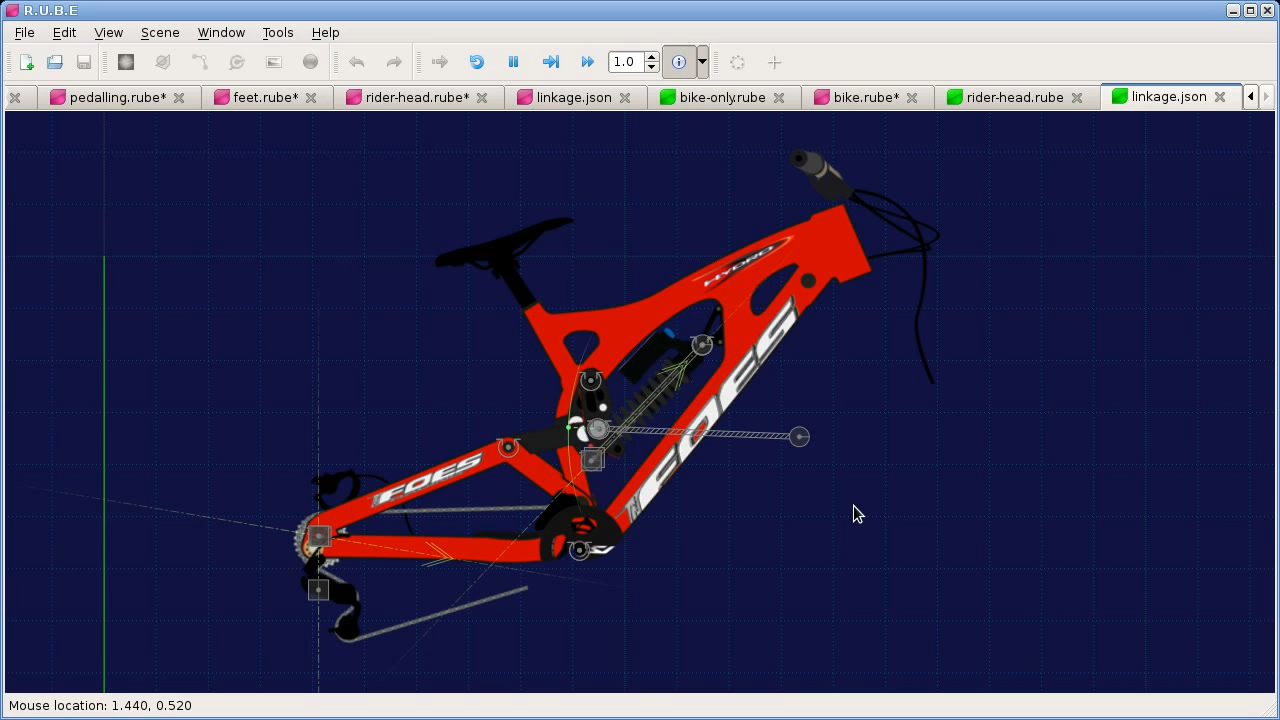 R.U.B.E
File Edit View Scene Window Tools Help
1.0
pedalling.rube* feet.rube* rider-head.rube* linkage.json bike.only.rube bike.rube* rider-head.rube linkage.json
HYDRO
FOES
FOES
Mouse location: 1.440, 0.520